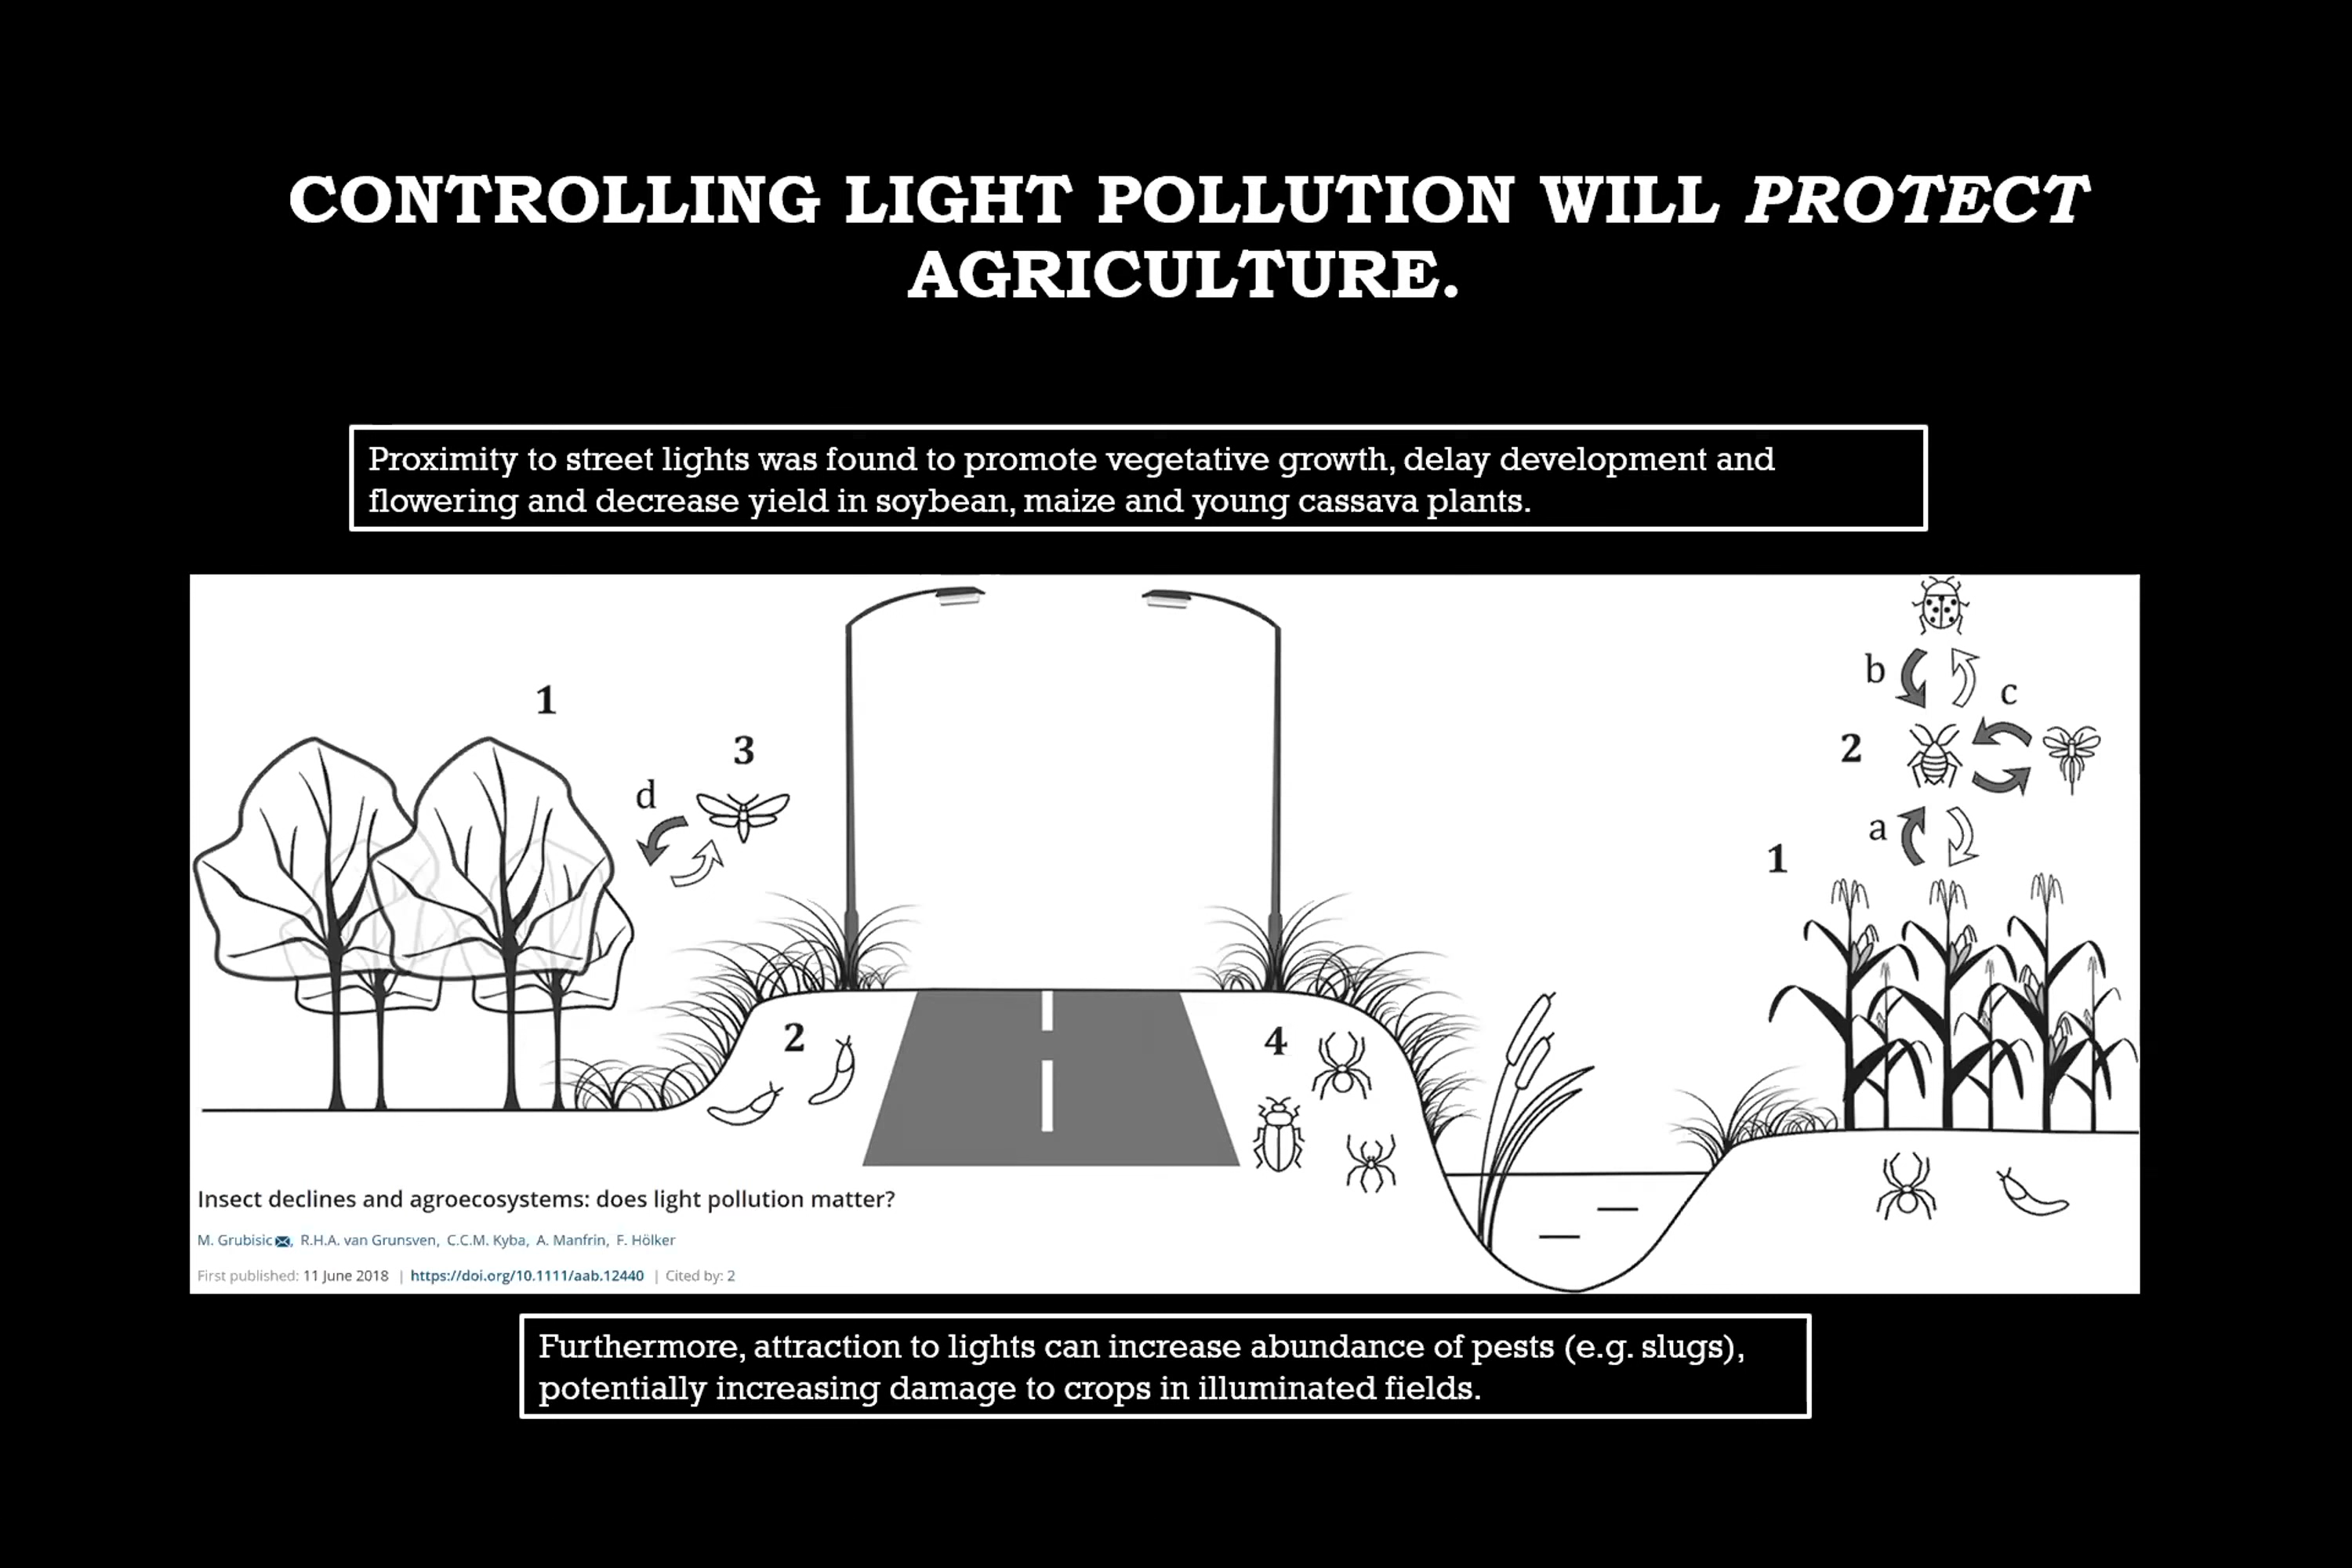 CONTROLLING LIGHT POLLUTION WILL PROTECT
AGRICULTURE.
Proximity to street lights was found to promote vegetative growth, delay development and
flowering and decrease yield in soybean, maize and young cassava plants.
b
c
1
3
2
d
a
1
2
4
Insect declines and agroecosystems: does light pollution matter?
M. Grubisic, R.H.A. van Grunsven, C.C.M. Kyba, A. Manfrin, F. Hölker
First published: 11 June 2018 | https://doi.org/10.1111/aab.12440 | Cited by: 2
Furthermore, attraction to lights can increase abundance of pests (e.g. slugs),
potentially increasing damage to crops in illuminated fields.